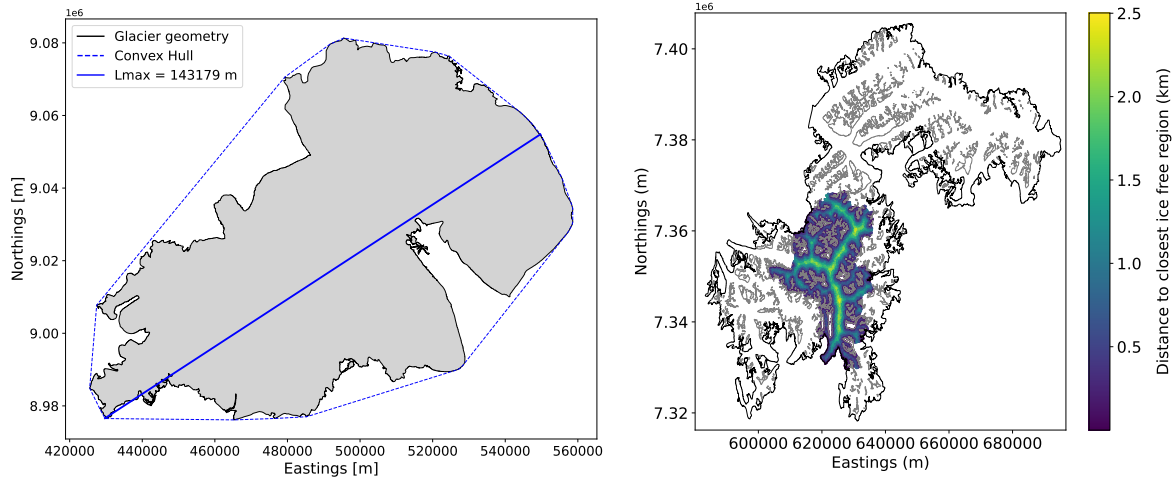 1e6
Glacier geometry
Convex Hull
Lmax = 143179 m
9.08
9.06
9.04
9.02
9.00
8.98
Northings [m]
420000 440000 460000 480000 500000 520000 540000 560000
Eastings [m]
1e6
7.40
7.38
7.36
7.34
7.32
Northings (m)
600000 620000 640000 660000 680000
Eastings (m)
2.5
2.0
1.5
1.0
0.5
Distance to closest ice free region (km)